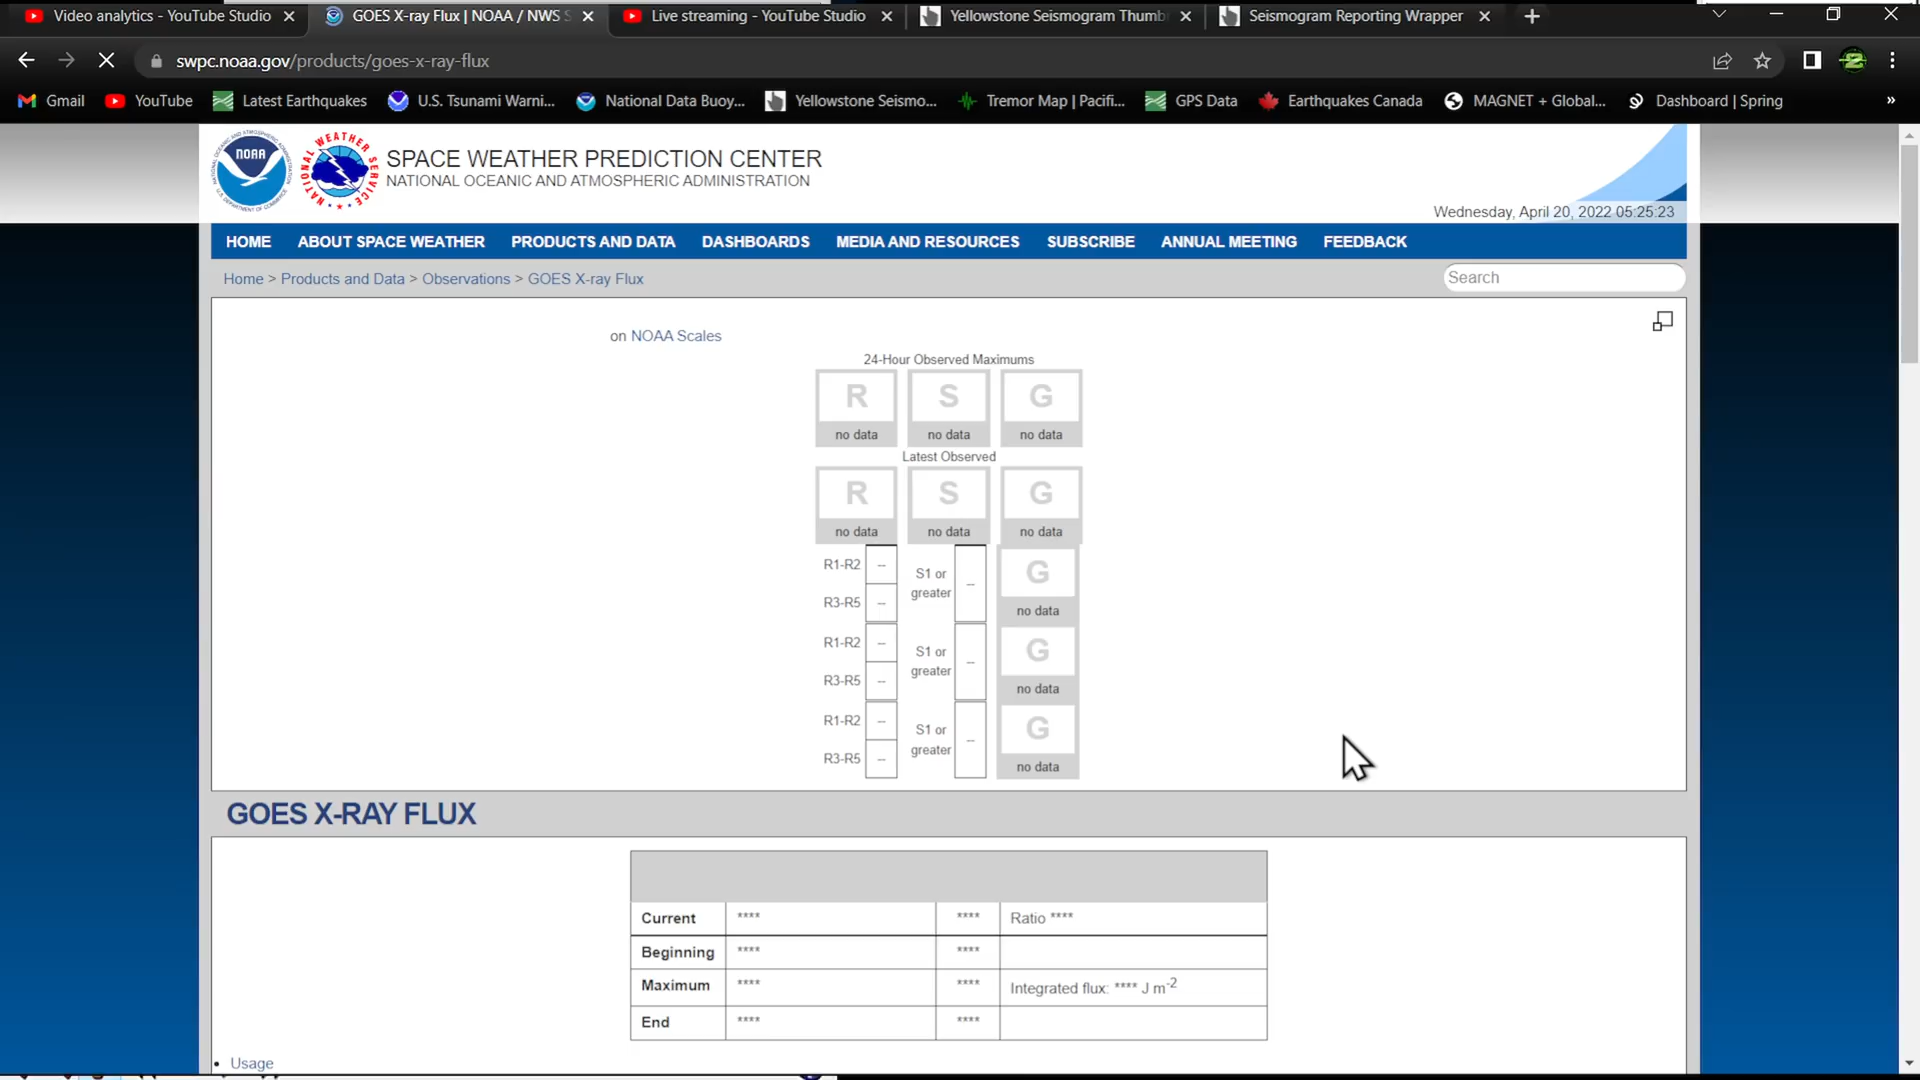 Video analytics - YouTube Studio
GOES X-ray Flux | NOAA / NWS S
Live streaming - YouTube Studio
Yellowstone Seismogram Thumb
Seismogram Reporting Wrapper
swpc.noaa.gov/products/goes-x-ray-flux
Gmail
YouTube
Latest Earthquakes
U.S. Tsunami Warni...
National Data Buoy...
Yellowstone Seismo...
Tremor Map | Pacifi...
GPS Data
Earthquakes Canada
MAGNET + Global...
Dashboard | Spring
»
NOAA
NATIONAL WEATHER SERVICE
SPACE WEATHER PREDICTION CENTER
NATIONAL OCEANIC AND ATMOSPHERIC ADMINISTRATION
Wednesday, April 20, 2022 05:25:23
HOME ABOUT SPACE WEATHER PRODUCTS AND DATA DASHBOARDS MEDIA AND RESOURCES SUBSCRIBE ANNUAL MEETING FEEDBACK
Home > Products and Data > Observations > GOES X-ray Flux
Search
on NOAA Scales
24-Hour Observed Maximums
R S G
no data no data no data
Latest Observed
R S G
no data no data no data
R1-R2 -- S1 or greater -- G
R3-R5 -- no data
R1-R2 -- S1 or greater -- G
R3-R5 -- no data
R1-R2 -- S1 or greater -- G
R3-R5 -- no data
GOES X-RAY FLUX
Current **** **** Ratio ****
Beginning **** ****
Maximum **** **** Integrated flux: **** J m-2
End **** ****
• Usage